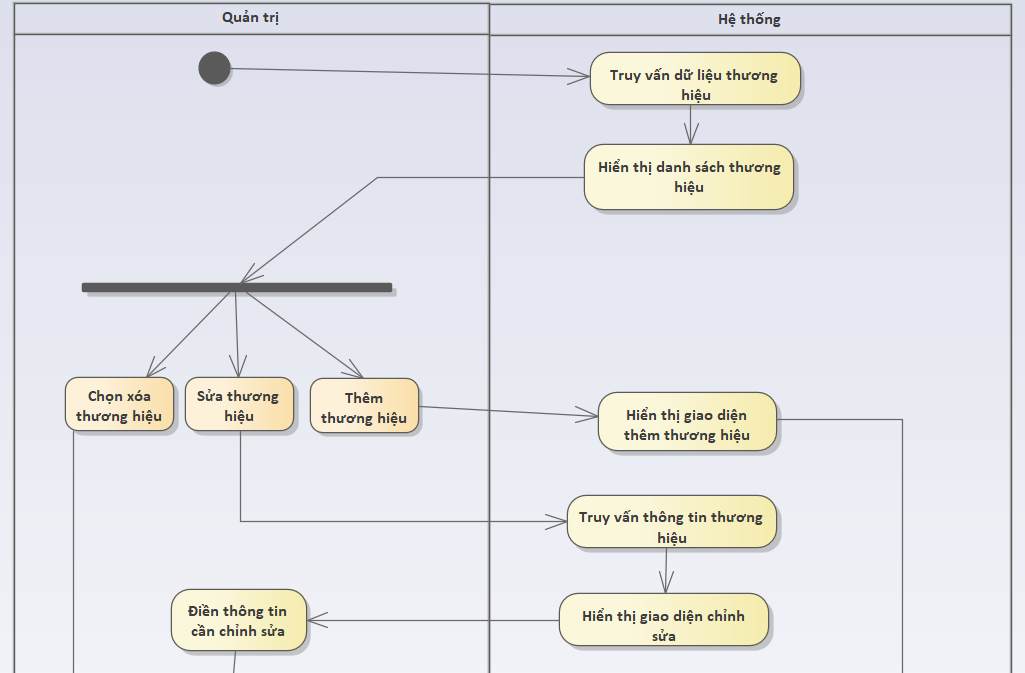 Quản trị
Hệ thống
Truy vấn dữ liệu thương
hiệu
Hiển thị danh sách thương
hiệu
Chọn xóa
thương hiệu
Sửa thương
hiệu
Thêm
thương hiệu
Hiển thị giao diện
thêm thương hiệu
Truy vấn thông tin thương
hiệu
Điền thông tin
cần chỉnh sửa
Hiển thị giao diện chỉnh
sửa